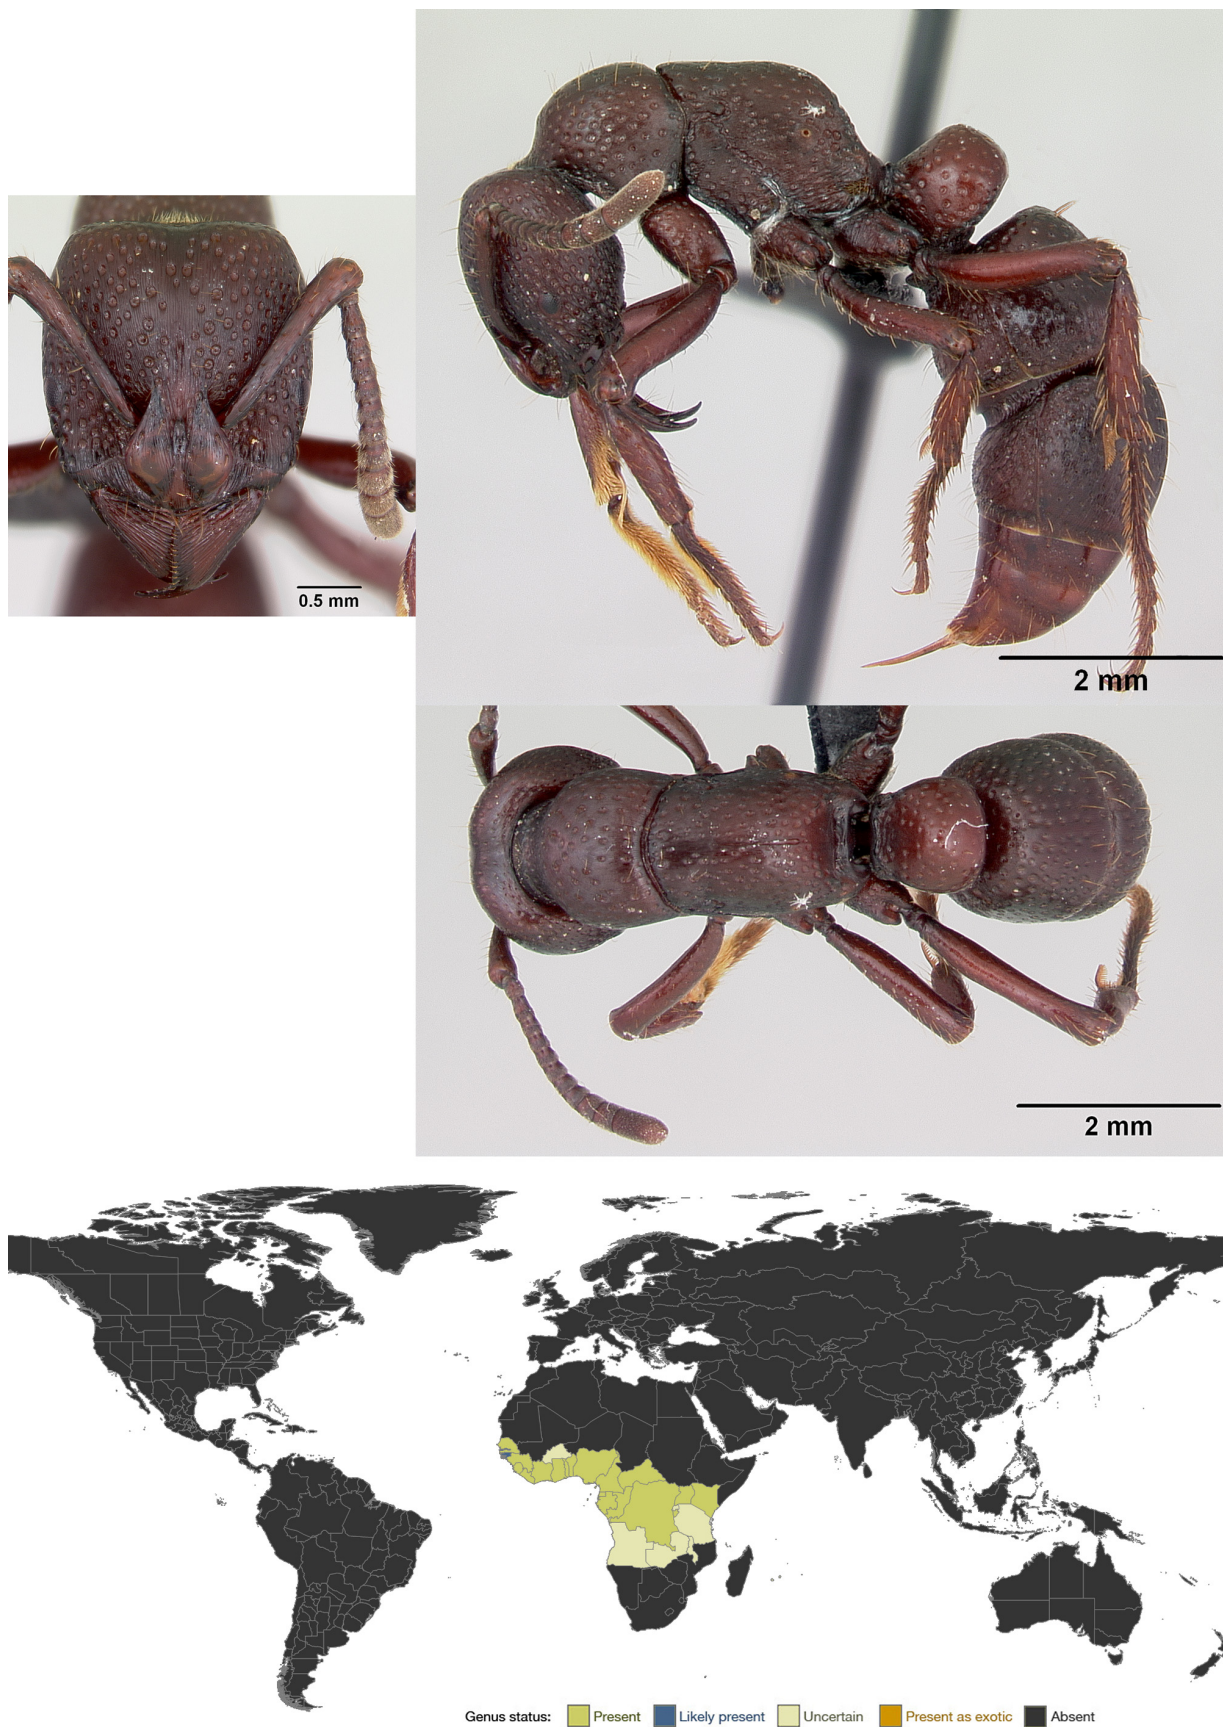 0.5 mm
2 mm
2 mm
Genus status: Present Likely present Uncertain Present as exotic Absent